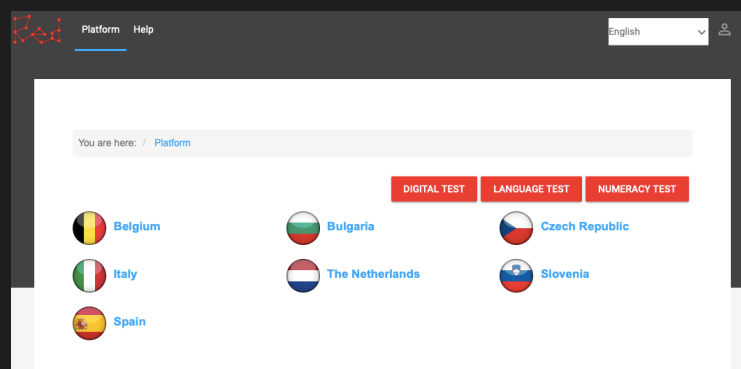 Platform Help English
You are here: / Platform
DIGITAL TEST LANGUAGE TEST NUMERACY TEST
Belgium Bulgaria Czech Republic
Italy The Netherlands Slovenia
Spain